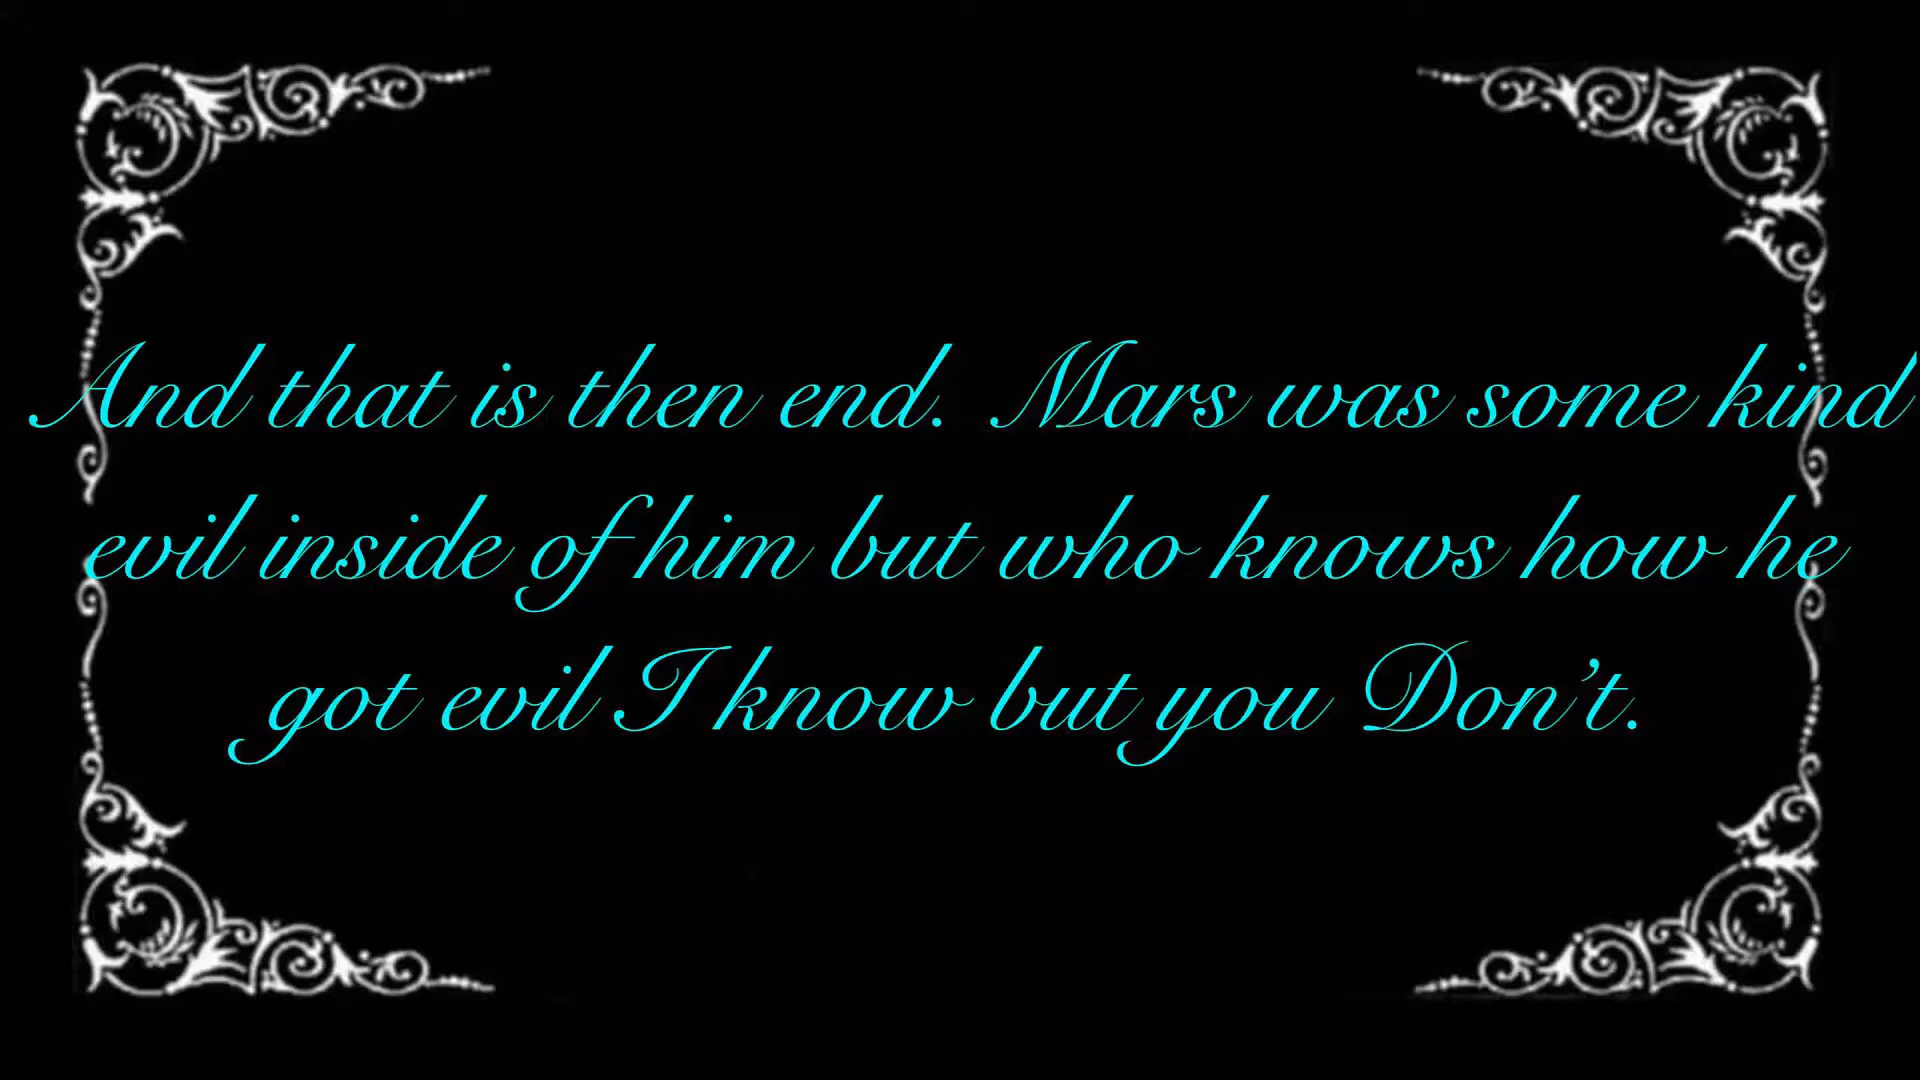 And that is then end. Mars was some kind
evil inside of him but who knows how he
got evil I know but you Don’t.